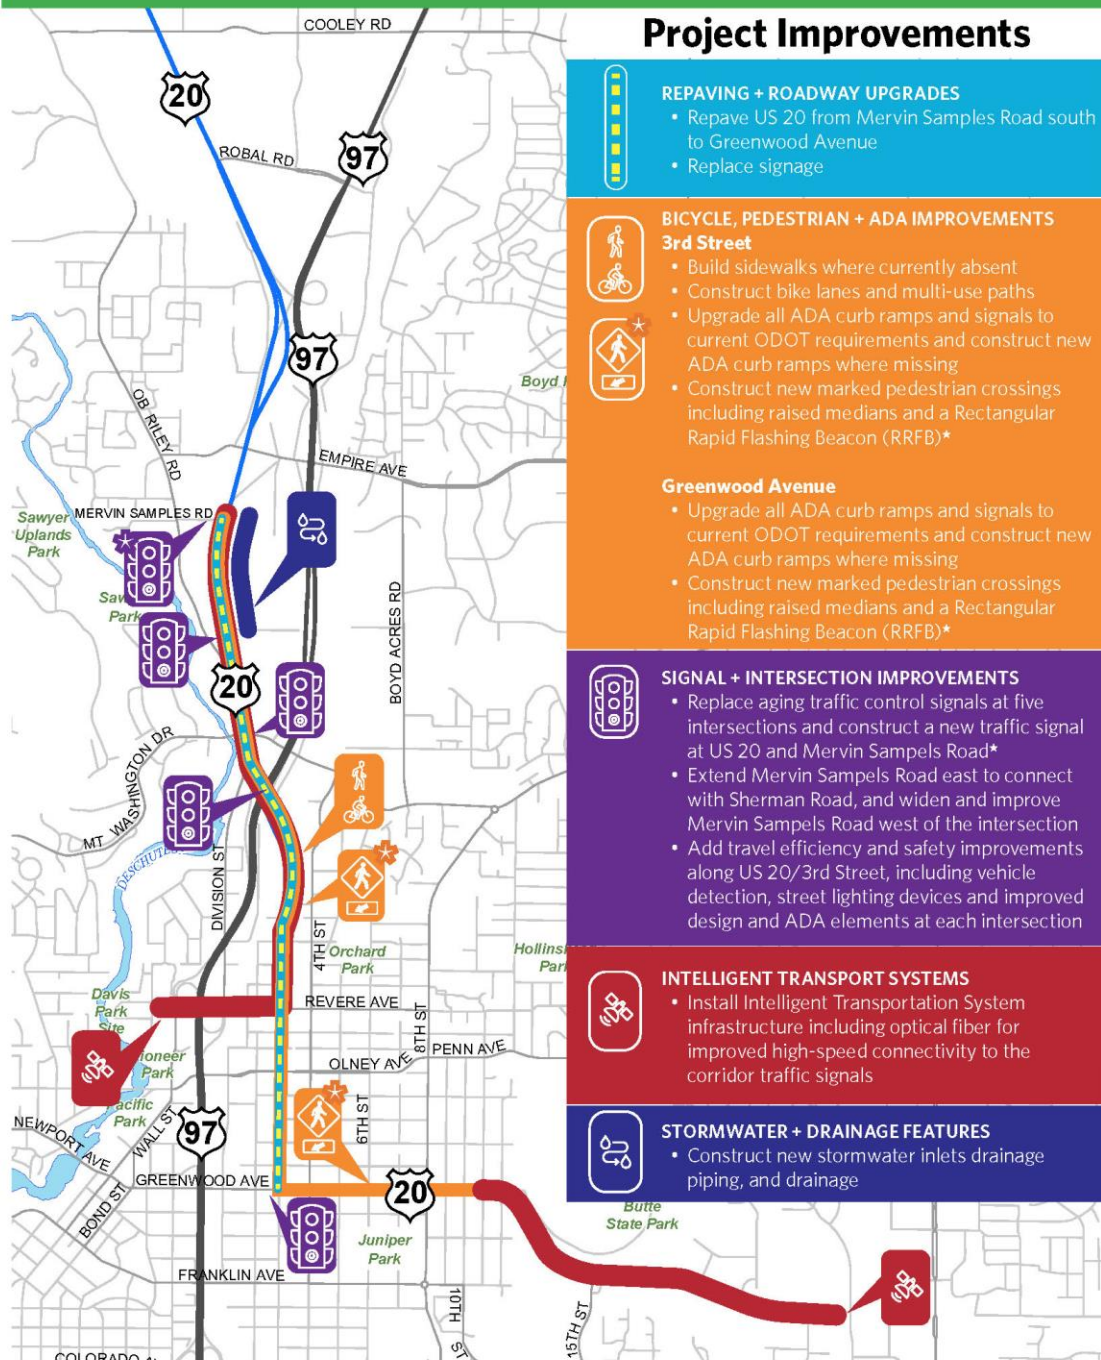 COOLEY RD
20
ROBAL RD
97
97
Boyd
OB RILEY RD
EMPIRE AVE
MERVIN SAMPLES RD
Sawyer
Uplands
Park
Park
BOYD ACRES RD
20
MT WASHINGTON DR
DIVISION ST
4TH ST
Orchard
Park
Davis
Park
Site
REVERE AVE
8TH ST
PENN AVE
OLNEY AVE
Park
Park
WALL ST
6TH ST
NEWPORT AVE
97
GREENWOOD AVE
20
BOND ST
Juniper
Park
Butte
State Park
FRANKLIN AVE
10TH
ST
15TH ST
Project Improvements
REPAVING + ROADWAY UPGRADES
• Repave US 20 from Mervin Samples Road south
to Greenwood Avenue
• Replace signage
BICYCLE, PEDESTRIAN + ADA IMPROVEMENTS
3rd Street
• Build sidewalks where currently absent
• Construct bike lanes and multi-use paths
• Upgrade all ADA curb ramps and signals to
current ODOT requirements and construct new
ADA curb ramps where missing
• Construct new marked pedestrian crossings
including raised medians and a Rectangular
Rapid Flashing Beacon (RRFB)*
Greenwood Avenue
• Upgrade all ADA curb ramps and signals to
current ODOT requirements and construct new
ADA curb ramps where missing
• Construct new marked pedestrian crossings
including raised medians and a Rectangular
Rapid Flashing Beacon (RRFB)*
SIGNAL + INTERSECTION IMPROVEMENTS
• Replace aging traffic control signals at five
intersections and construct a new traffic signal
at US 20 and Mervin Sampels Road*
• Extend Mervin Sampels Road east to connect
with Sherman Road, and widen and improve
Mervin Sampels Road west of the intersection
• Add travel efficiency and safety improvements
along US 20/3rd Street, including vehicle
detection, street lighting devices and improved
design and ADA elements at each intersection
INTELLIGENT TRANSPORT SYSTEMS
• Install Intelligent Transportation System
infrastructure including optical fiber for
improved high-speed connectivity to the
corridor traffic signals
STORMWATER + DRAINAGE FEATURES
• Construct new stormwater inlets drainage
piping, and drainage